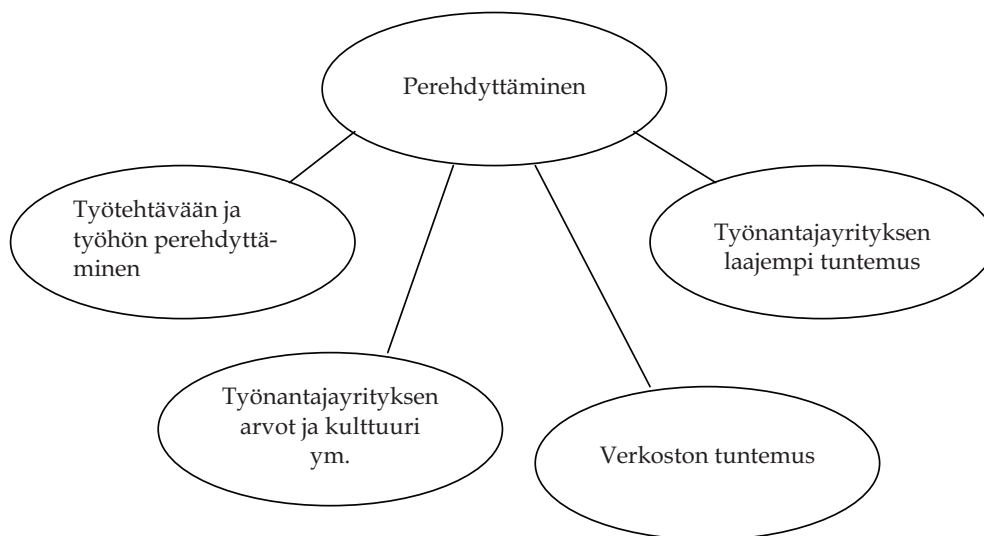 Perehdyttäminen
Työtehtävään ja
työhön perehdyttä-
minen
Työnantajayrityksen
laajempi tuntemus
Työnantajayrityksen
arvot ja kulttuuri
ym.
Verkoston tuntemus